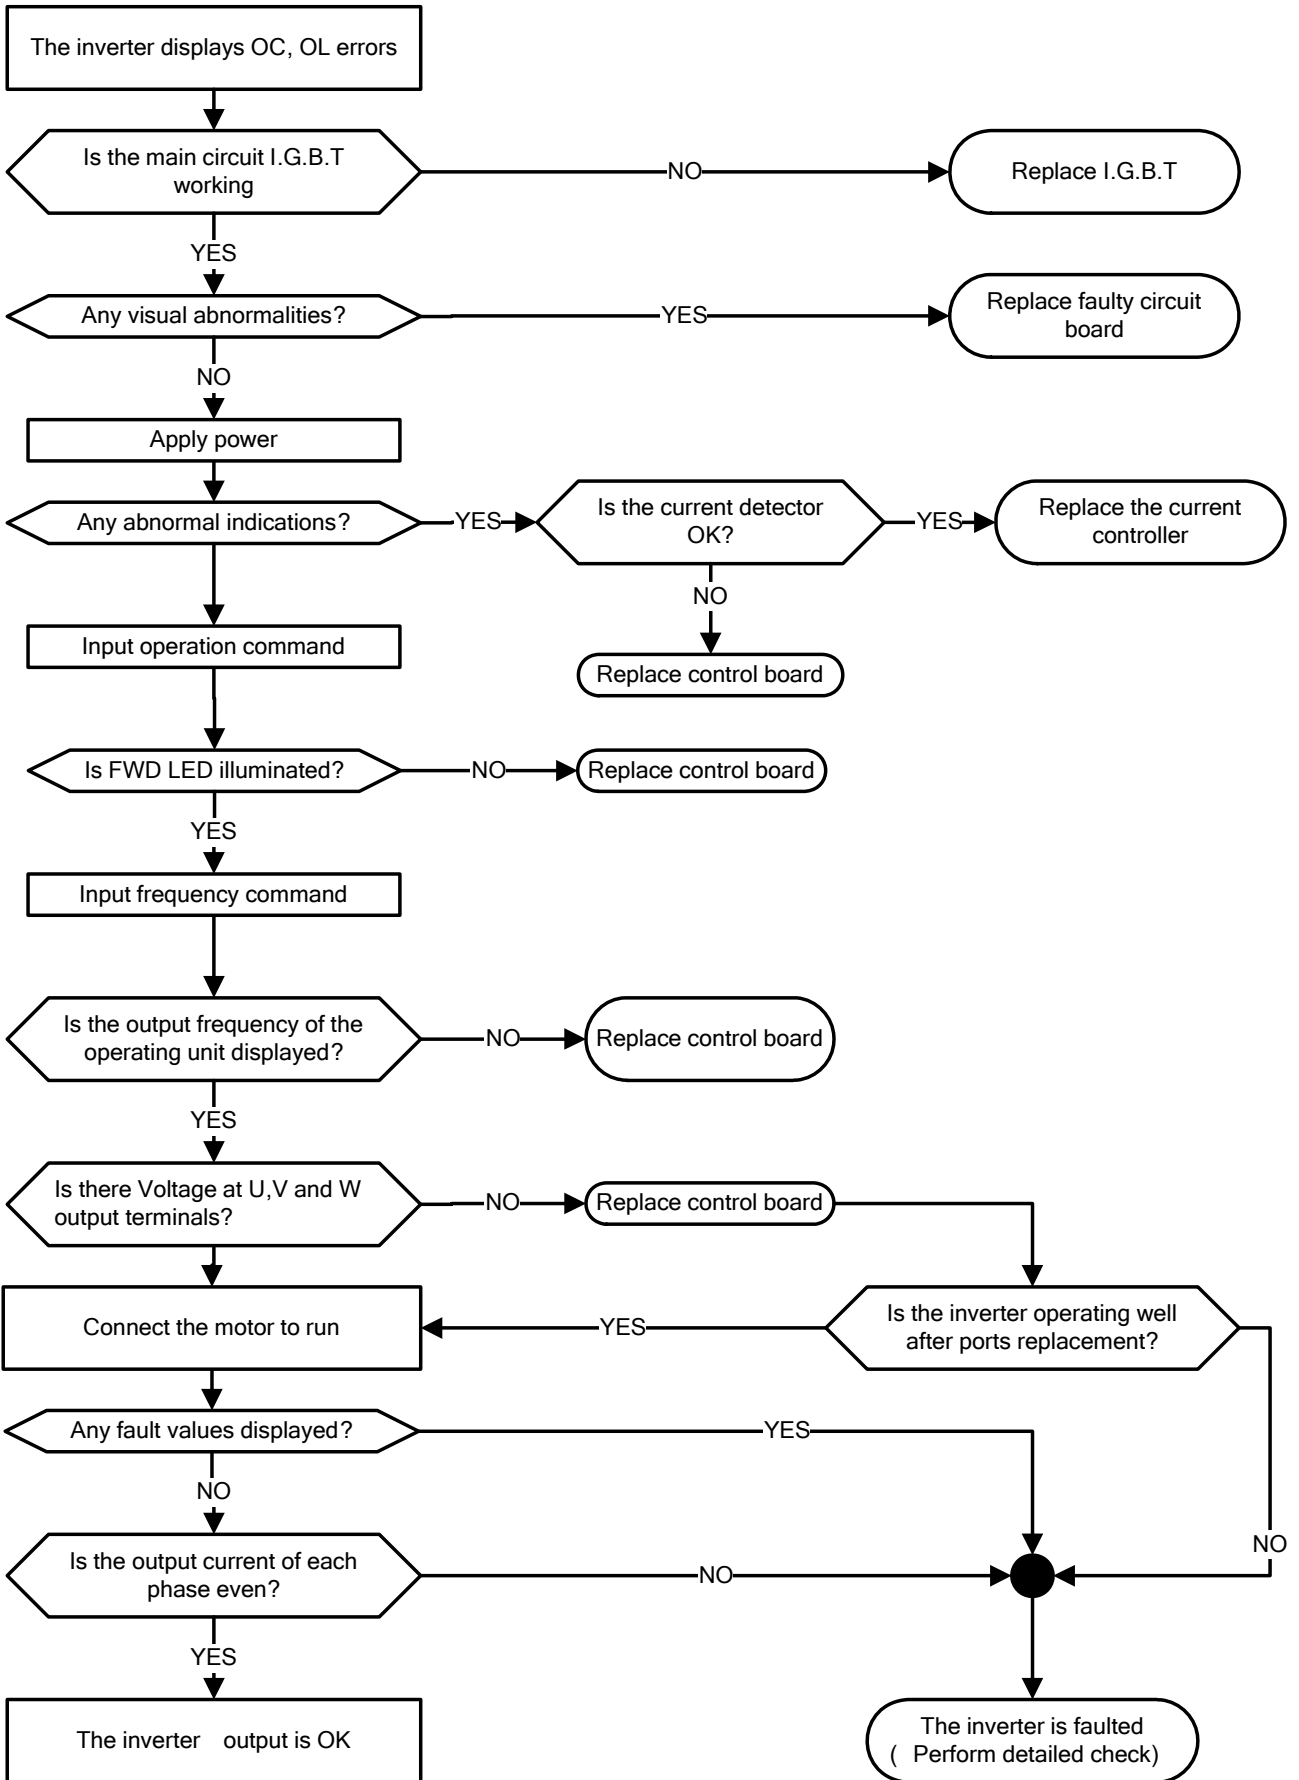 The inverter displays OC, OL errors
Is the main circuit I.G.B.T
working
NO
Replace I.G.B.T
YES
Any visual abnormalities?
YES
Replace faulty circuit
board
NO
Apply power
Any abnormal indications?
YES
Is the current detector
OK?
YES
Replace the current
controller
NO
Replace control board
Input operation command
Is FWD LED illuminated?
NO
Replace control board
YES
Input frequency command
Is the output frequency of the
operating unit displayed?
NO
Replace control board
YES
Is there Voltage at U,V and W
output terminals?
NO
Replace control board
Connect the motor to run
YES
Is the inverter operating well
after ports replacement?
Any fault values displayed?
YES
NO
NO
Is the output current of each
phase even?
NO
YES
The inverter output is OK
The inverter is faulted
( Perform detailed check)